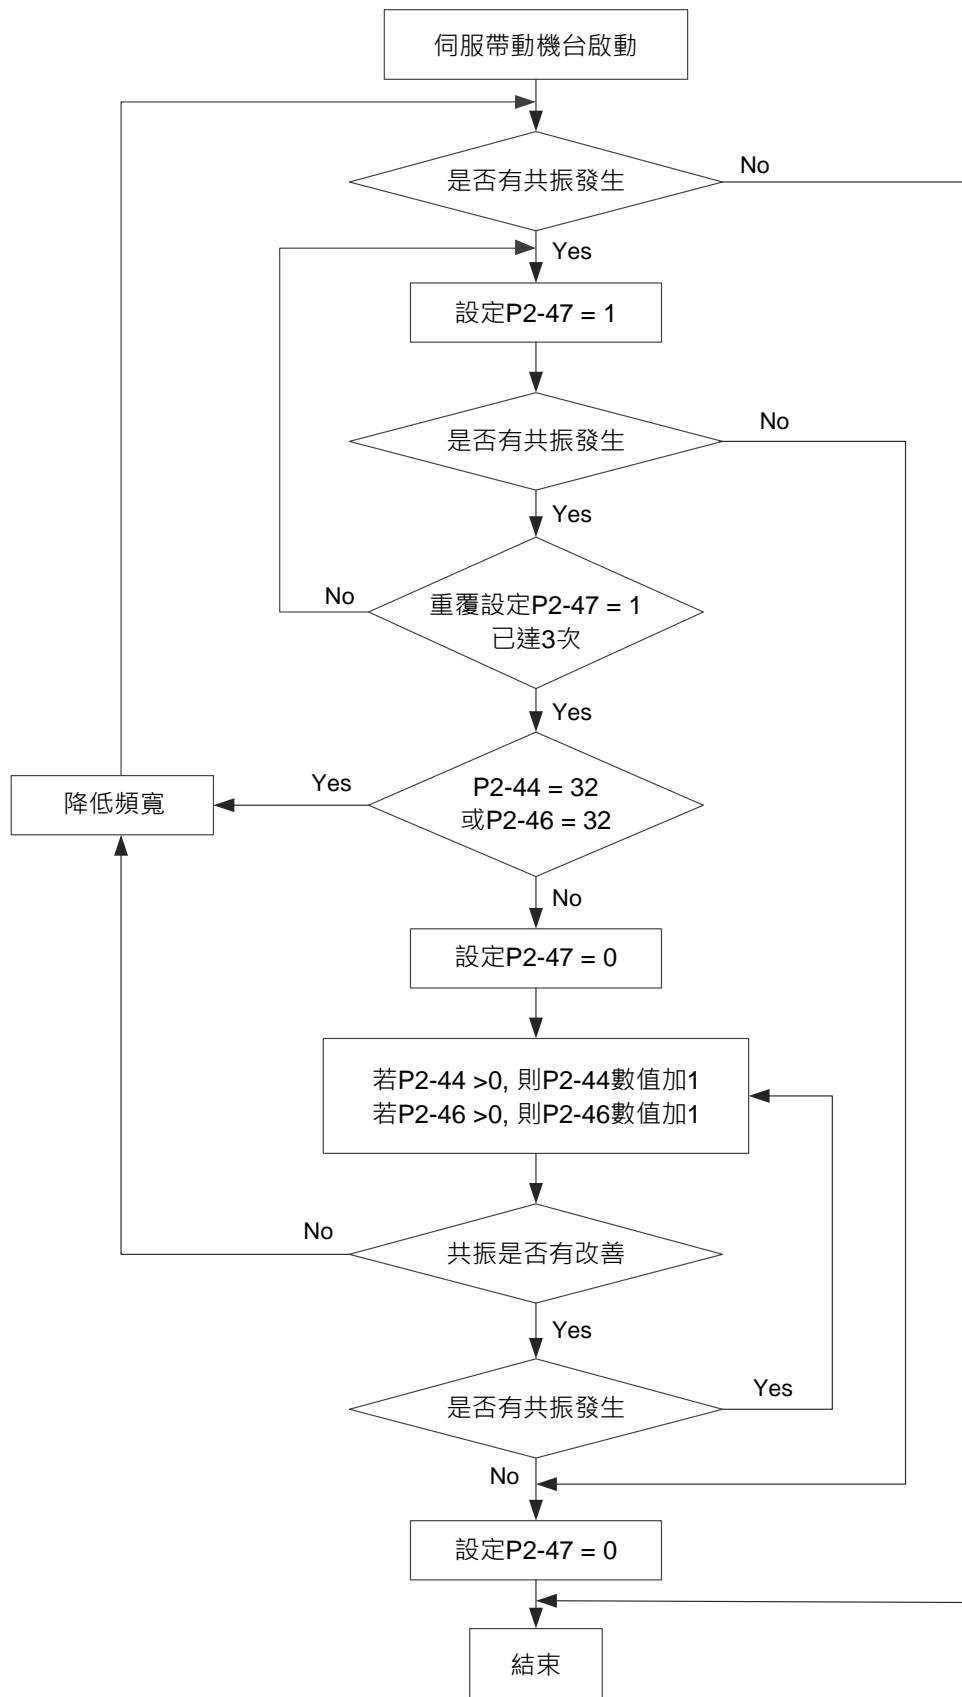 伺服帶動機台啟動
是否有共振發生
No
Yes
設定P2-47 = 1
是否有共振發生
No
Yes
No
重覆設定P2-47 = 1
已達3次
Yes
降低頻寬
Yes
P2-44 = 32
或P2-46 = 32
No
設定P2-47 = 0
若P2-44 >0, 則P2-44數值加1
若P2-46 >0, 則P2-46數值加1
No
共振是否有改善
Yes
是否有共振發生
Yes
No
設定P2-47 = 0
結束